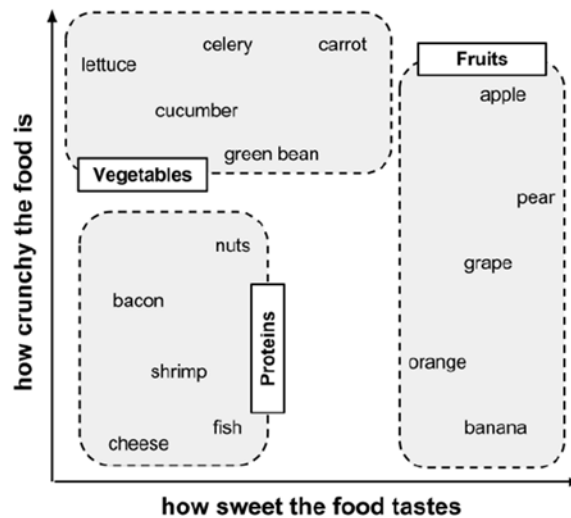 celery
carrot
lettuce
Fruits
apple
cucumber
green bean
Vegetables
pear
nuts
grape
bacon
Proteins
shrimp
orange
fish
banana
cheese
how crunchy the food is
how sweet the food tastes